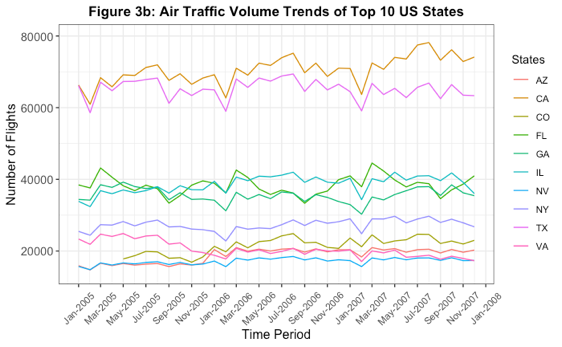 Figure 3b: Air Traffic Volume Trends of Top 10 US States
80000
60000
40000
20000
Number of Flights
Jan-2005
Mar-2005
May-2005
Jul-2005
Sep-2005
Nov-2005
Jan-2006
Mar-2006
May-2006
Jul-2006
Sep-2006
Nov-2006
Jan-2007
Mar-2007
May-2007
Jul-2007
Sep-2007
Nov-2007
Jan-2008
Time Period
States
AZ
CA
CO
FL
GA
IL
NV
NY
TX
VA